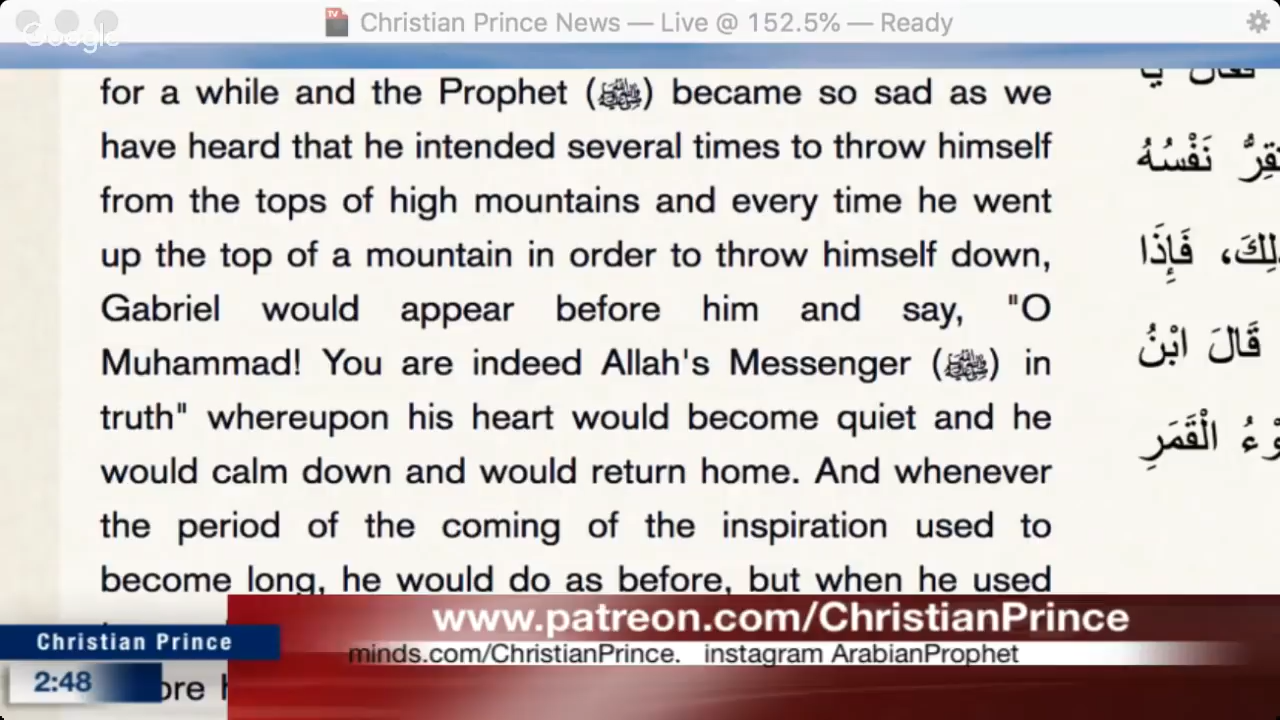 Christian Prince News — Live @ 152.5% — Ready
Google
for a while and the Prophet (ﷺ) became so sad as we
have heard that he intended several times to throw himself
from the tops of high mountains and every time he went
up the top of a mountain in order to throw himself down,
Gabriel would appear before him and say, "O
Muhammad! You are indeed Allah's Messenger (ﷺ) in
truth" whereupon his heart would become quiet and he
would calm down and would return home. And whenever
the period of the coming of the inspiration used to
become long, he would do as before, but when he used
نَفْسُهُ
فَإِذَا
قَالَ ابْنُ
الْقَمَرِ
www.patreon.com/ChristianPrince
Christian Prince
minds.com/ChristianPrince. instagram ArabianProphet
2:48